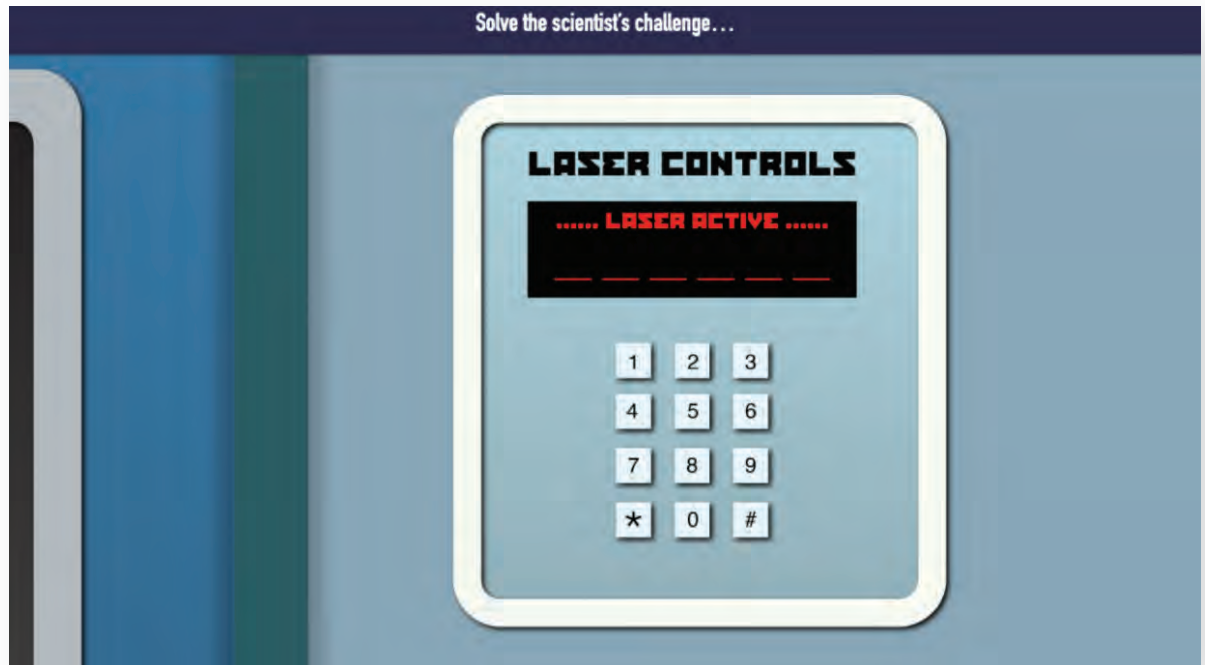 Solve the scientist's challenge...
LASER CONTROLS
...... LASER ACTIVE ......
_ _ _ _ _ _
1 2 3
4 5 6
7 8 9
* 0 #